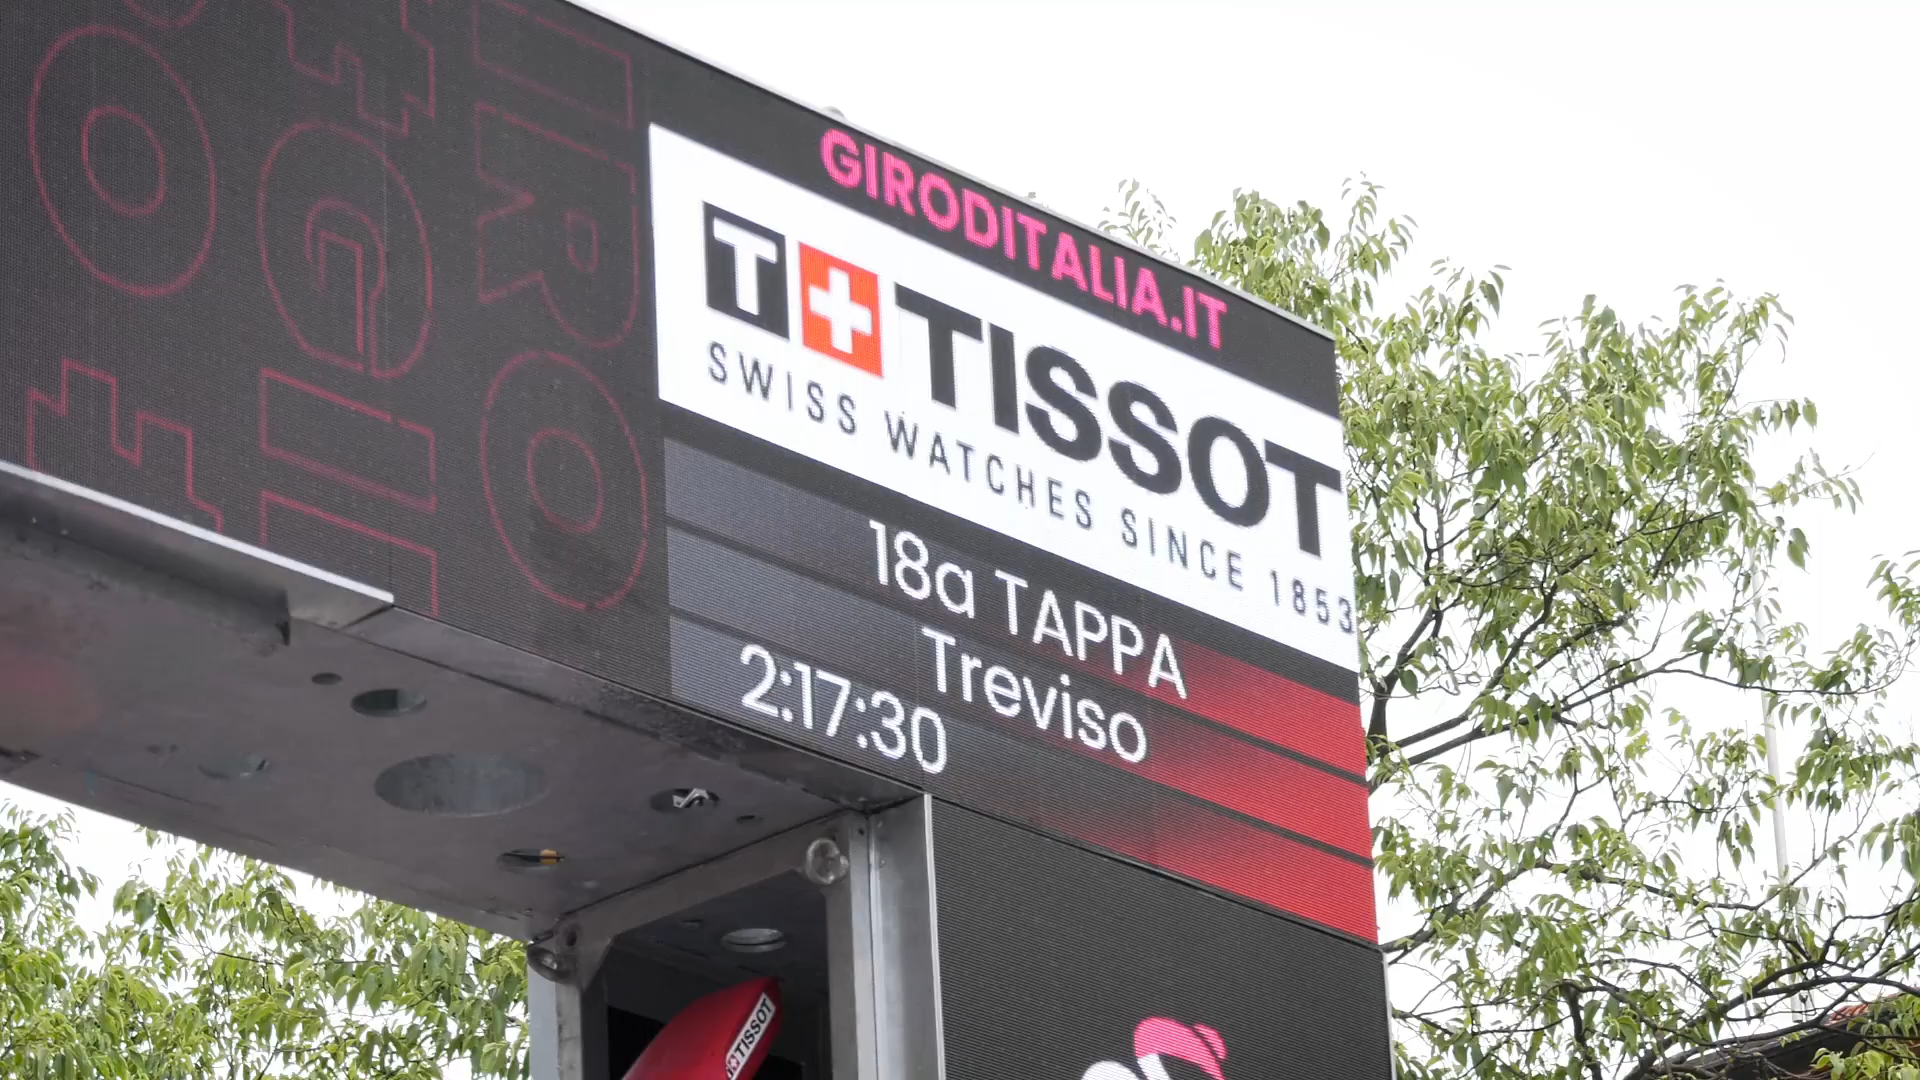 GIRODITALIA.IT
T+ TISSOT
SWISS WATCHES SINCE 1853
18a TAPPA
Treviso
2:17:30
TISSOT